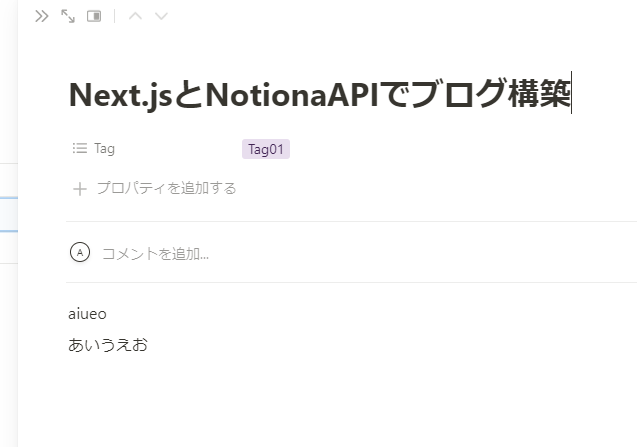 Next.jsとNotionaAPIでブログ構築
Tag Tag01
プロパティを追加する
A コメントを追加...
aiueo
あいうえお